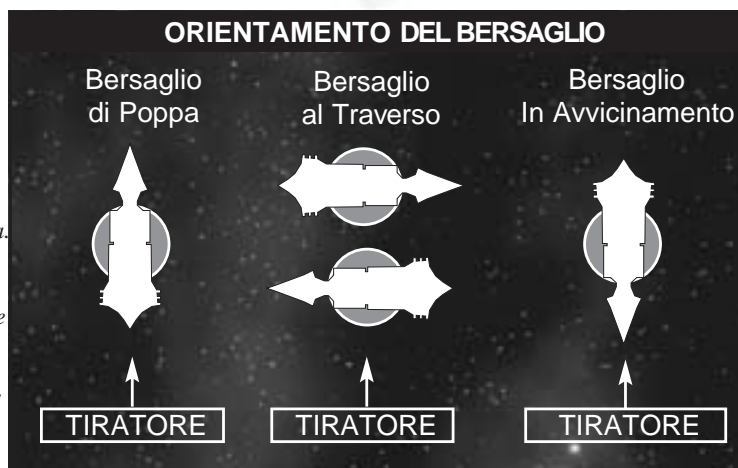 ORIENTAMENTO DEL BERSAGLIO
Bersaglio
di Poppa
Bersaglio
al Traverso
Bersaglio
In Avvicinamento
TIRATORE
TIRATORE
TIRATORE